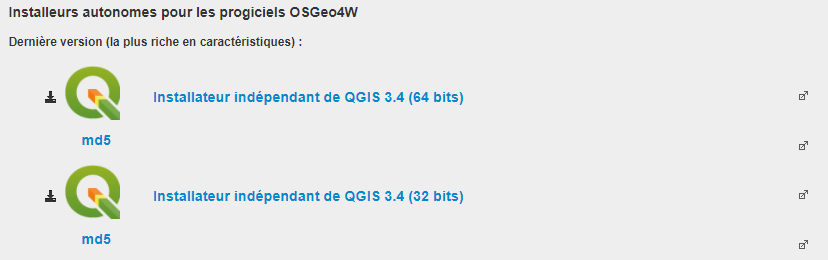 Installeurs autonomes pour les progiciels OSGeo4W
Dernière version (la plus riche en caractéristiques) :
Installateur indépendant de QGIS 3.4 (64 bits)
md5
Installateur indépendant de QGIS 3.4 (32 bits)
md5